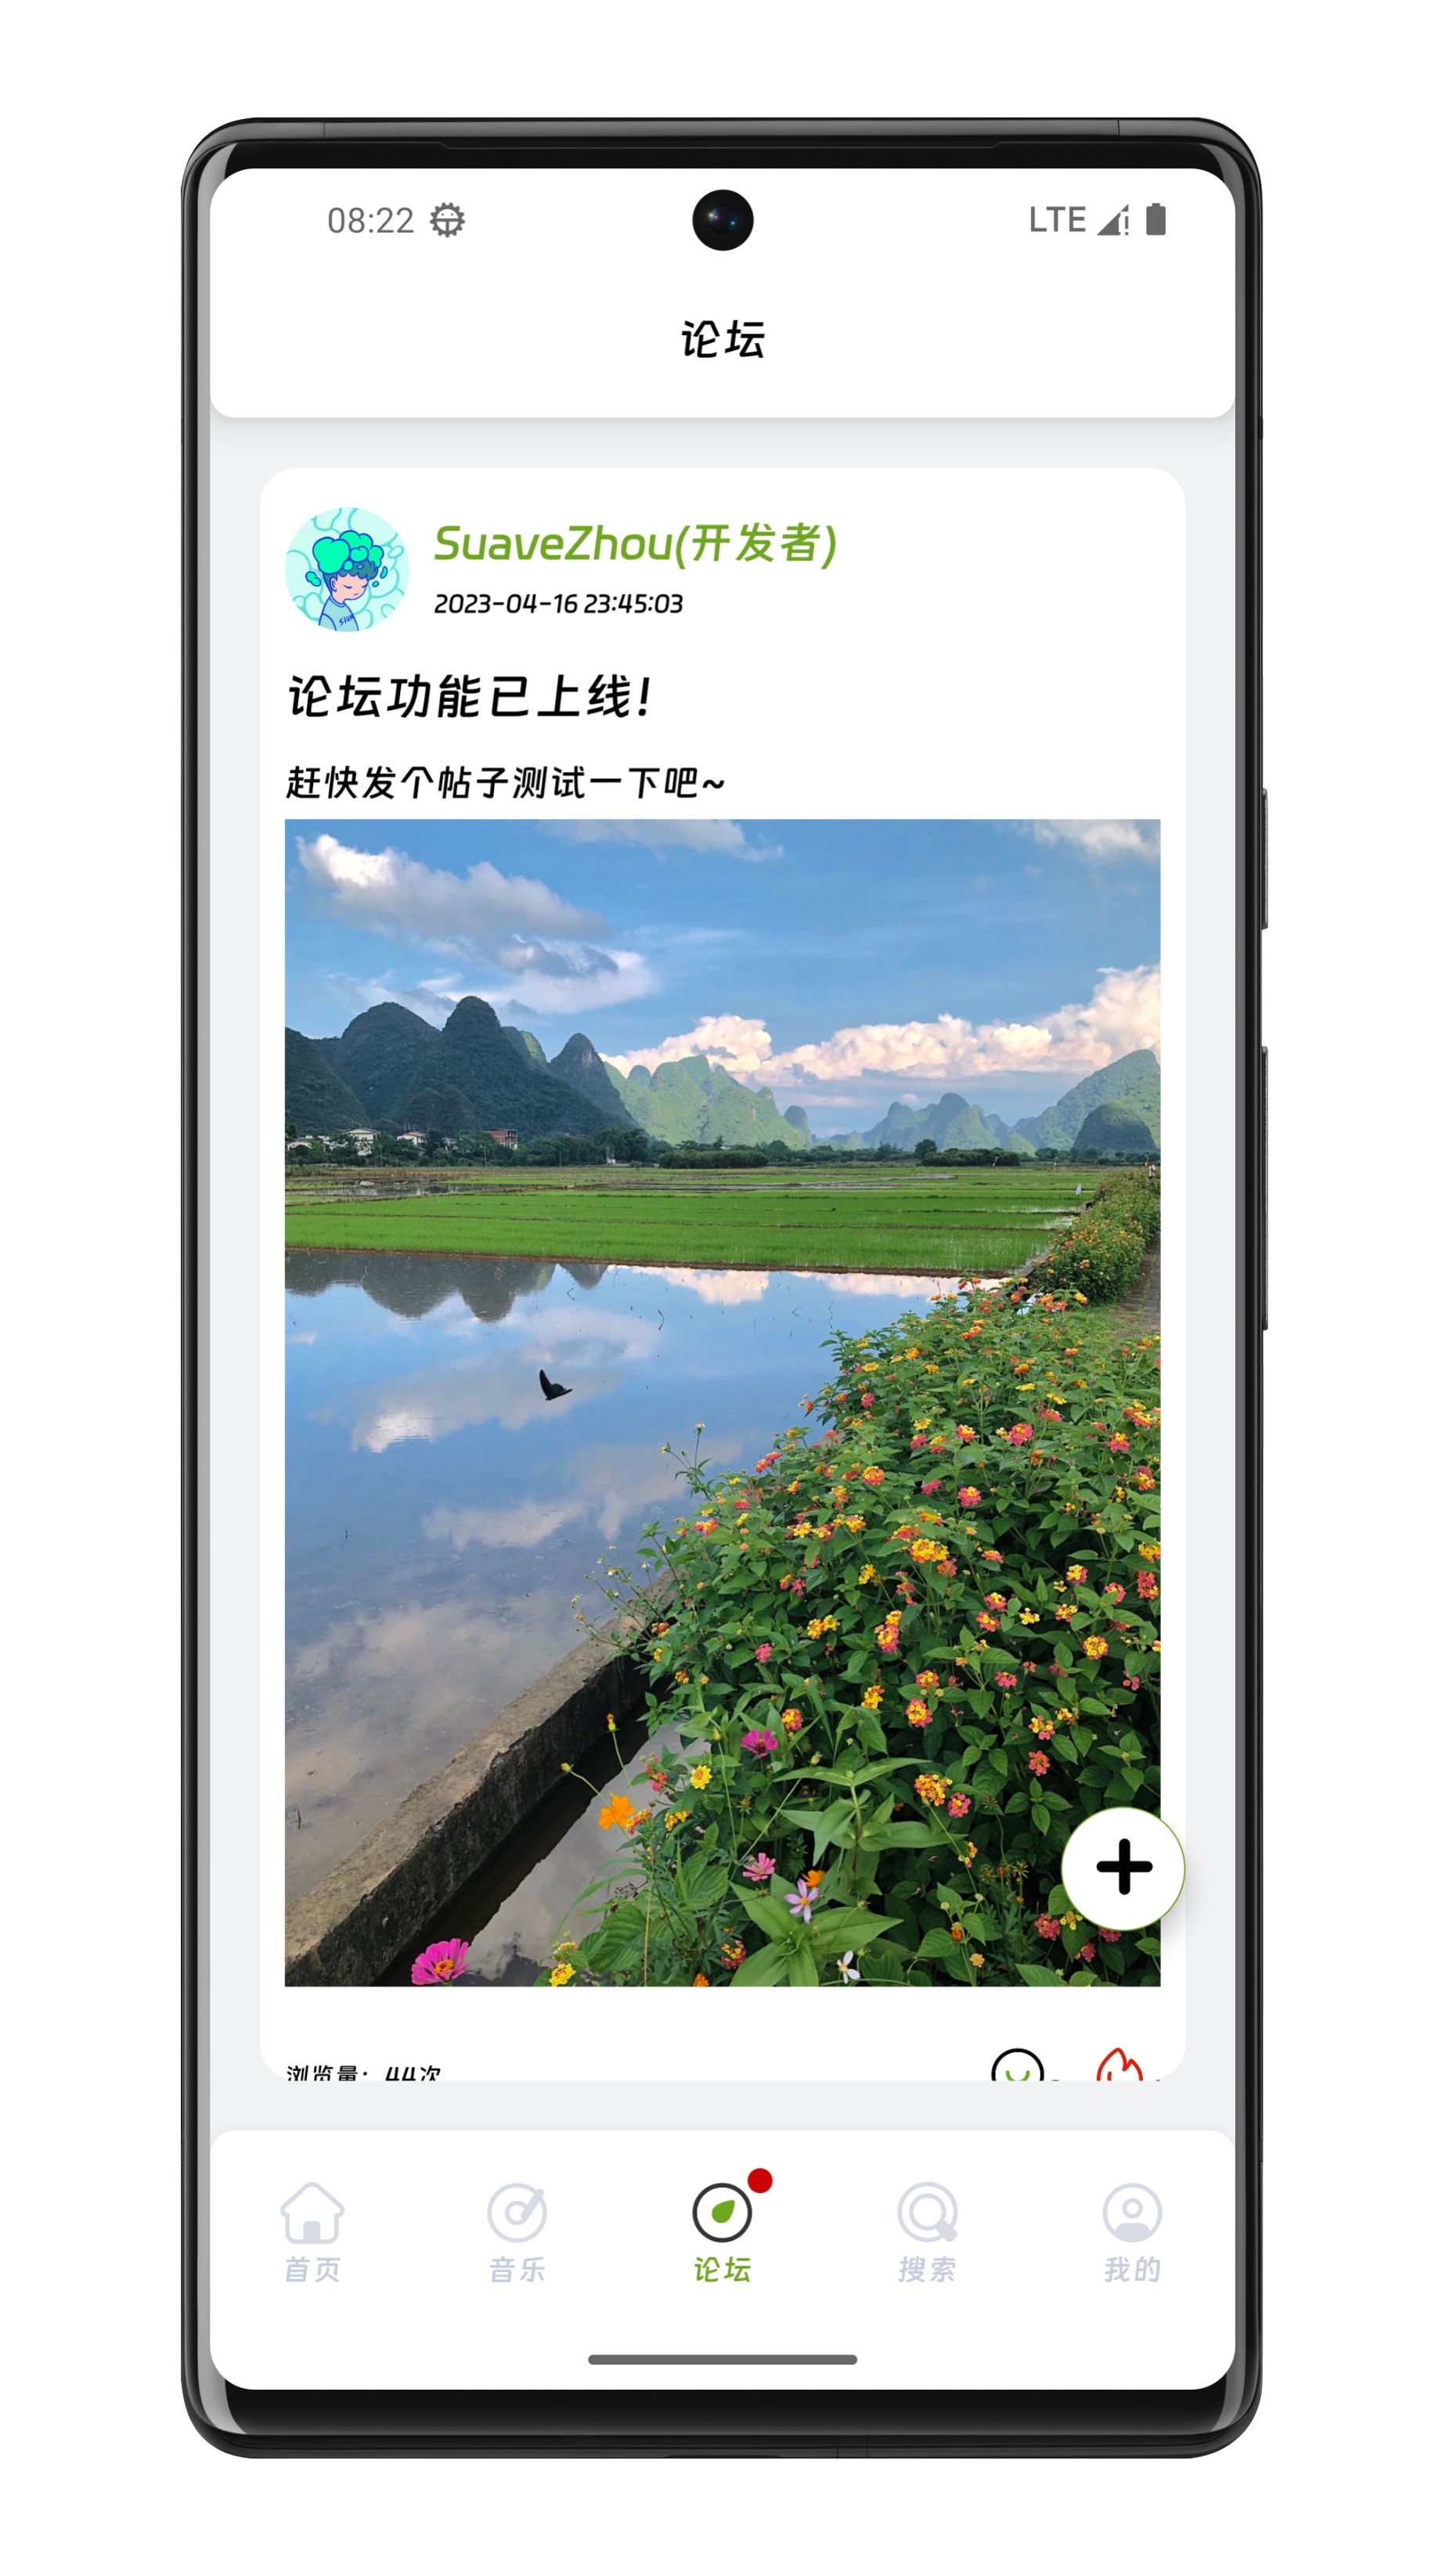 08:22
LTE
论坛
SuaveZhou(开发者)
2023-04-16 23:45:03
论坛功能已上线!
赶快发个帖子测试一下吧~
浏览量: 44次
首页
音乐
论坛
搜索
我的